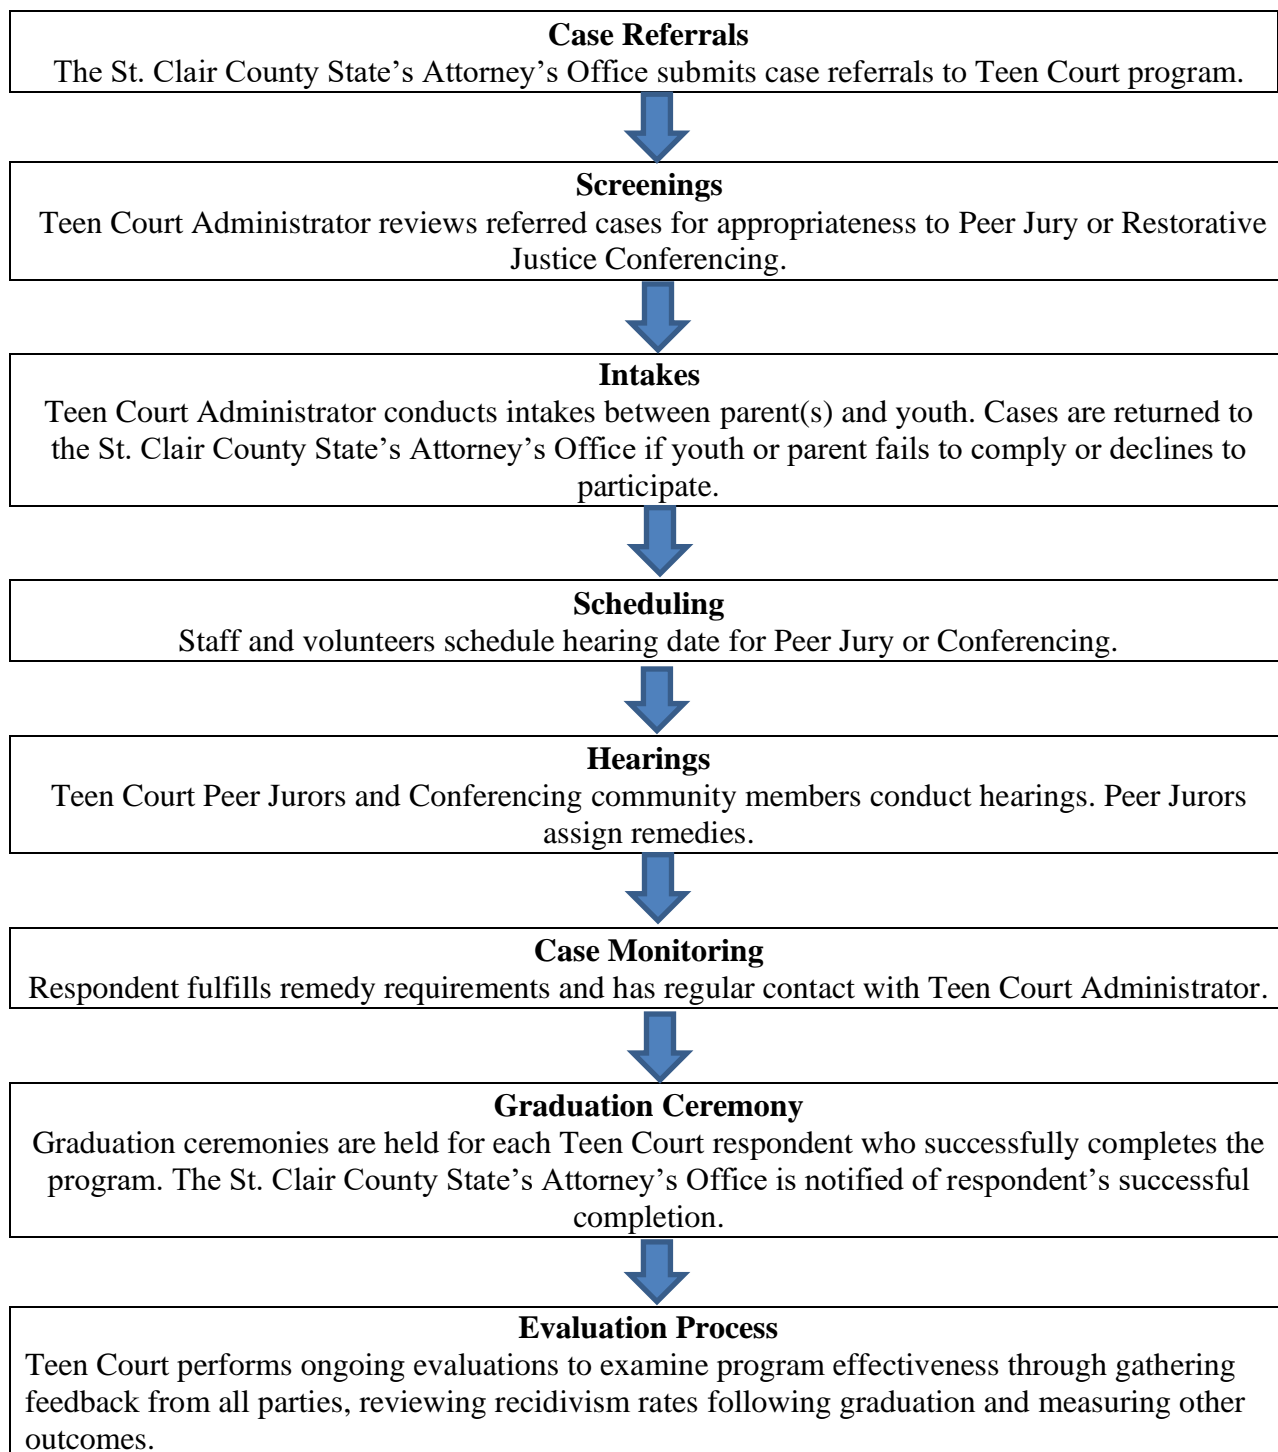 Case Referrals
The St. Clair County State’s Attorney’s Office submits case referrals to Teen Court program.
Screenings
Teen Court Administrator reviews referred cases for appropriateness to Peer Jury or Restorative
Justice Conferencing.
Intakes
Teen Court Administrator conducts intakes between parent(s) and youth. Cases are returned to
the St. Clair County State’s Attorney’s Office if youth or parent fails to comply or declines to
participate.
Scheduling
Staff and volunteers schedule hearing date for Peer Jury or Conferencing.
Hearings
Teen Court Peer Jurors and Conferencing community members conduct hearings. Peer Jurors
assign remedies.
Case Monitoring
Respondent fulfills remedy requirements and has regular contact with Teen Court Administrator.
Graduation Ceremony
Graduation ceremonies are held for each Teen Court respondent who successfully completes the
program. The St. Clair County State’s Attorney’s Office is notified of respondent’s successful
completion.
Evaluation Process
Teen Court performs ongoing evaluations to examine program effectiveness through gathering
feedback from all parties, reviewing recidivism rates following graduation and measuring other
outcomes.